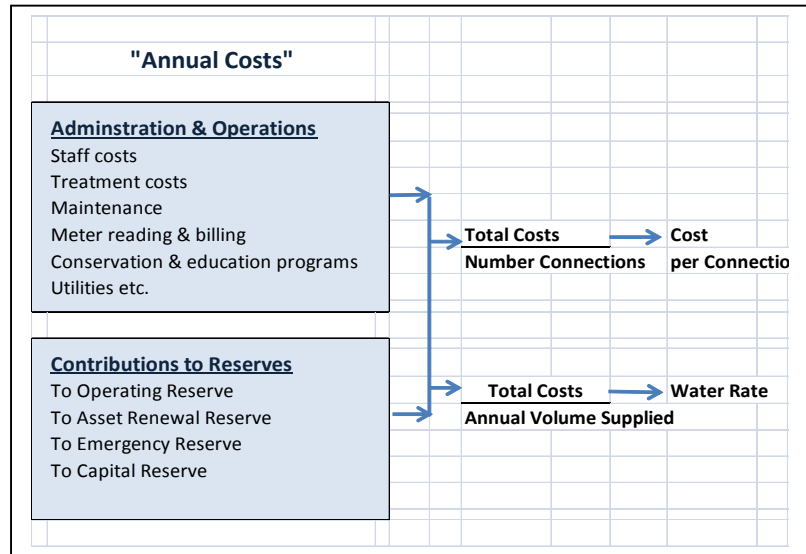 "Annual Costs"
Adminstration & Operations
Staff costs
Treatment costs
Maintenance
Meter reading & billing
Conservation & education programs
Utilities etc.
Total Costs
Number Connections
Cost
per Connectio
Contributions to Reserves
To Operating Reserve
To Asset Renewal Reserve
To Emergency Reserve
To Capital Reserve
Total Costs
Annual Volume Supplied
Water Rate